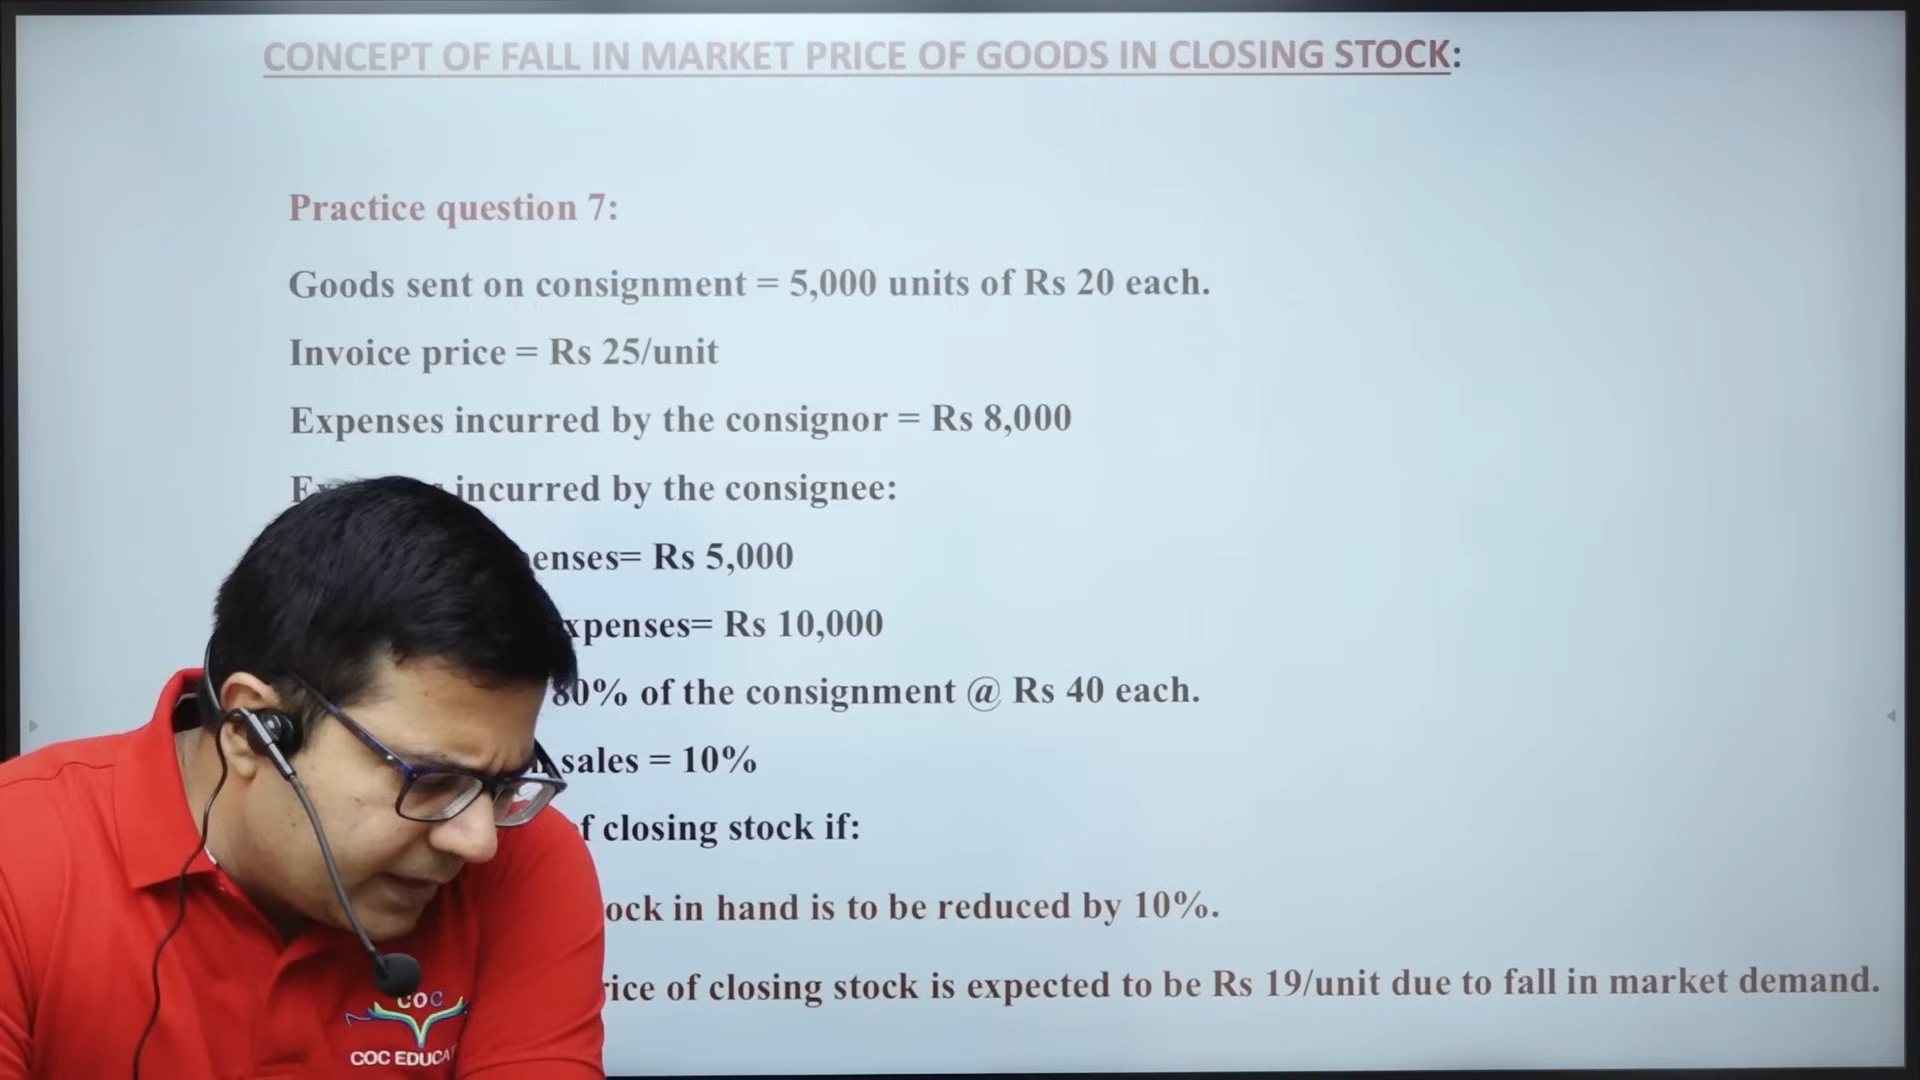 CONCEPT OF FALL IN MARKET PRICE OF GOODS IN CLOSING STOCK:
Practice question 7:
Goods sent on consignment = 5,000 units of Rs 20 each.
Invoice price = Rs 25/unit
Expenses incurred by the consignor = Rs 8,000
incurred by the consignee:
enses= Rs 5,000
xpenses= Rs 10,000
80% of the consignment @ Rs 40 each.
sales = 10%
f closing stock if:
ock in hand is to be reduced by 10%.
rice of closing stock is expected to be Rs 19/unit due to fall in market demand.
COC
COC EDUCA